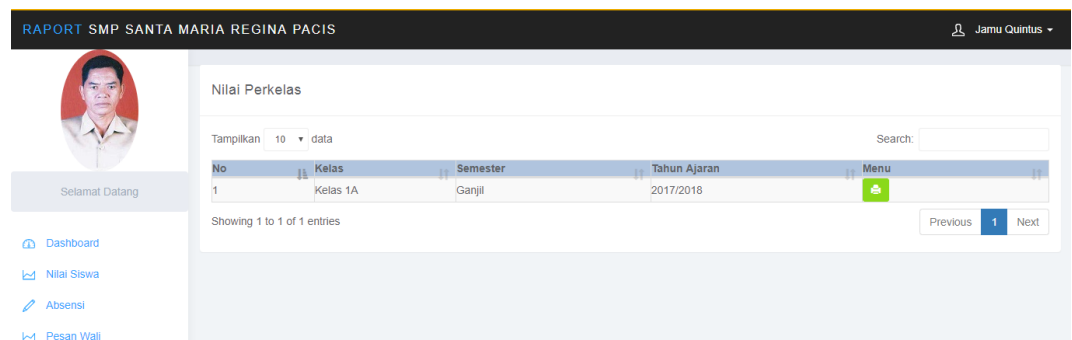 RAPORT SMP SANTA MARIA REGINA PACIS
Jamu Quintus
Selamat Datang
Dashboard
Nilai Siswa
Absensi
Pesan Wali
Nilai Perkelas
Tampilkan 10 data
Search:
No Kelas Semester Tahun Ajaran Menu
1 Kelas 1A Ganjil 2017/2018
Showing 1 to 1 of 1 entries
Previous 1 Next